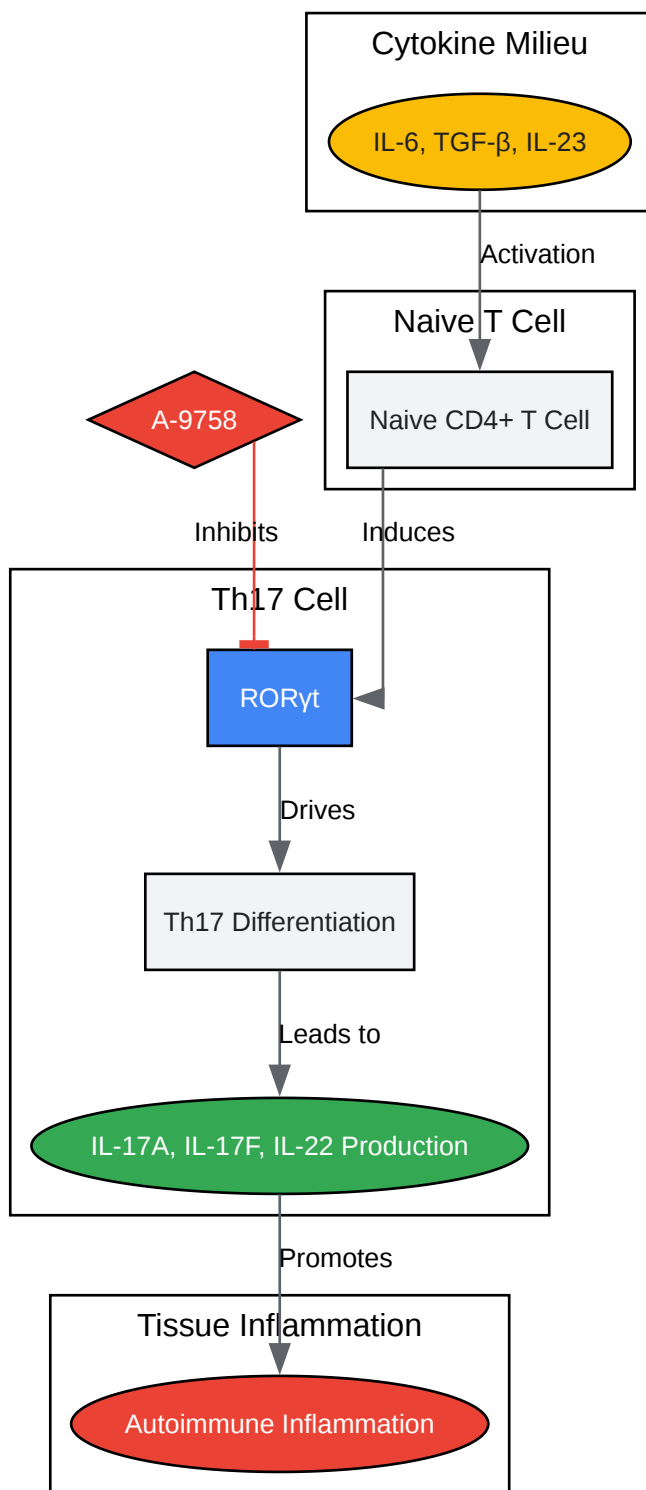 Cytokine Milieu
IL-6, TGF-β, IL-23
Activation
Naive T Cell
Naive CD4+ T Cell
A-9758
Inhibits
Induces
Th17 Cell
RORγt
Drives
Th17 Differentiation
Leads to
IL-17A, IL-17F, IL-22 Production
Promotes
Tissue Inflammation
Autoimmune Inflammation